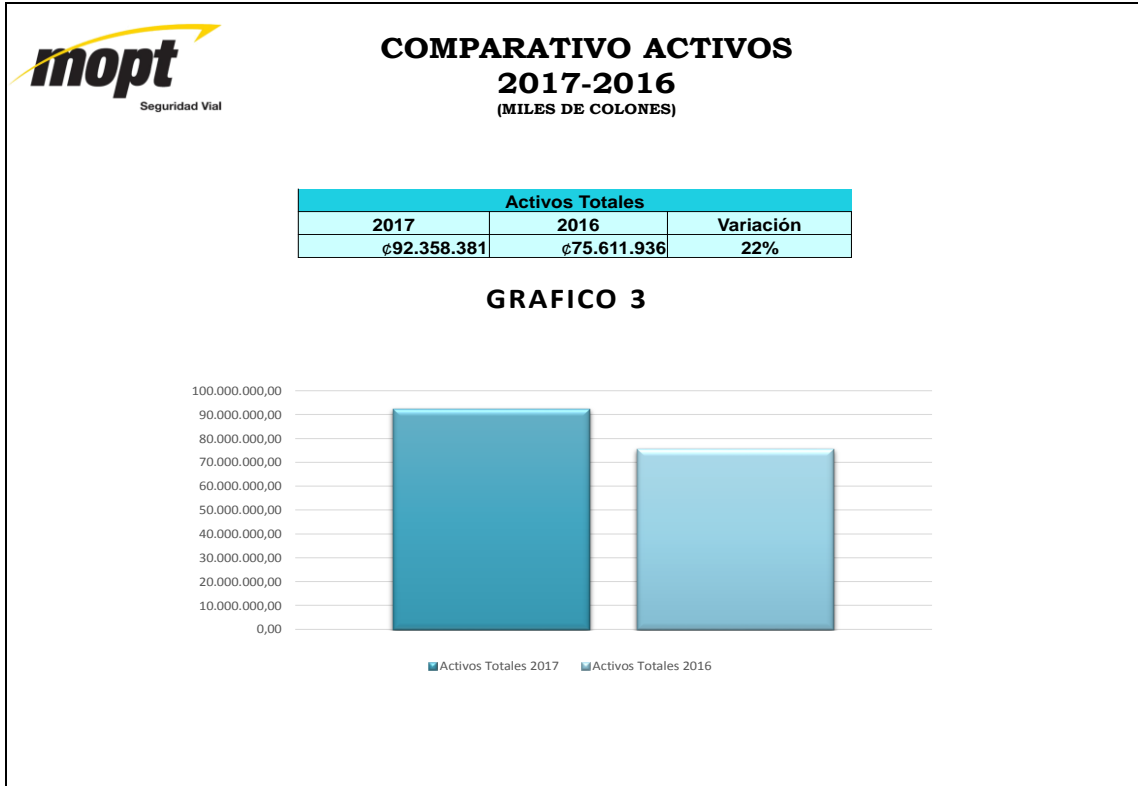 mopt
Seguridad Vial
COMPARATIVO ACTIVOS
2017-2016
(MILES DE COLONES)
Activos Totales
2017 2016 Variación
¢92.358.381 ¢75.611.936 22%
GRAFICO 3
100.000.000,00
90.000.000,00
80.000.000,00
70.000.000,00
60.000.000,00
50.000.000,00
40.000.000,00
30.000.000,00
20.000.000,00
10.000.000,00
0,00
Activos Totales 2017 Activos Totales 2016